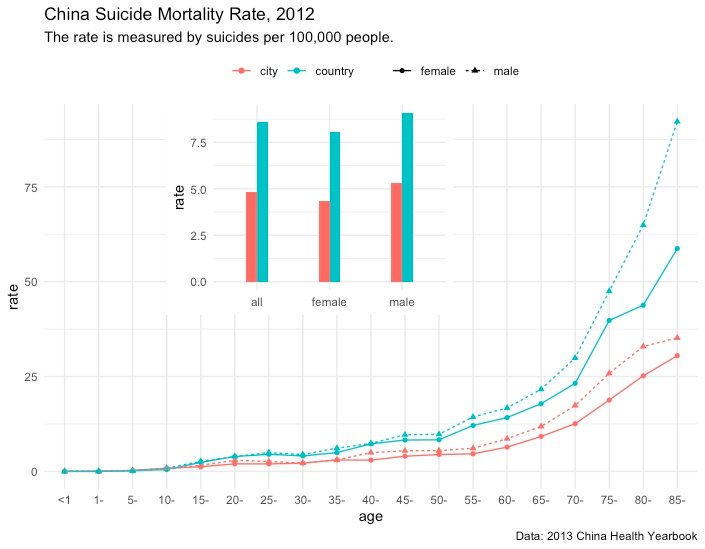 China Suicide Mortality Rate, 2012
The rate is measured by suicides per 100,000 people.
city country female male
rate
75
50
25
0
rate
7.5
5.0
2.5
0.0
all female male
<1 1- 5- 10- 15- 20- 25- 30- 35- 40- 45- 50- 55- 60- 65- 70- 75- 80- 85-
age
Data: 2013 China Health Yearbook